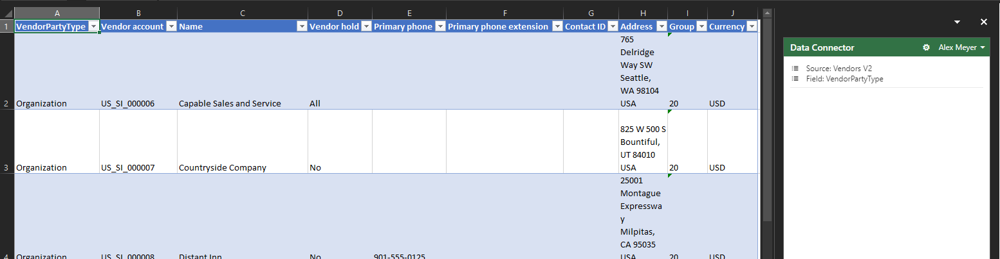 A B C D E F G H I J
1 VendorPartyType Vendor account Name Vendor hold Primary phone Primary phone extension Contact ID Address Group Currency
765
Delridge
Way SW
Seattle,
WA 98104
2 Organization US_SI_000006 Capable Sales and Service All USA 20 USD
825 W 500 S
Bountiful,
UT 84010
3 Organization US_SI_000007 Countryside Company No USA 20 USD
25001
Montague
Expresswa
y
Milpitas,
CA 95035
4 Organization US_SI_000008 Distant Inn No 901-555-0125 USA 20 USD
Data Connector Alex Meyer
Source: Vendors V2
Field: VendorPartyType